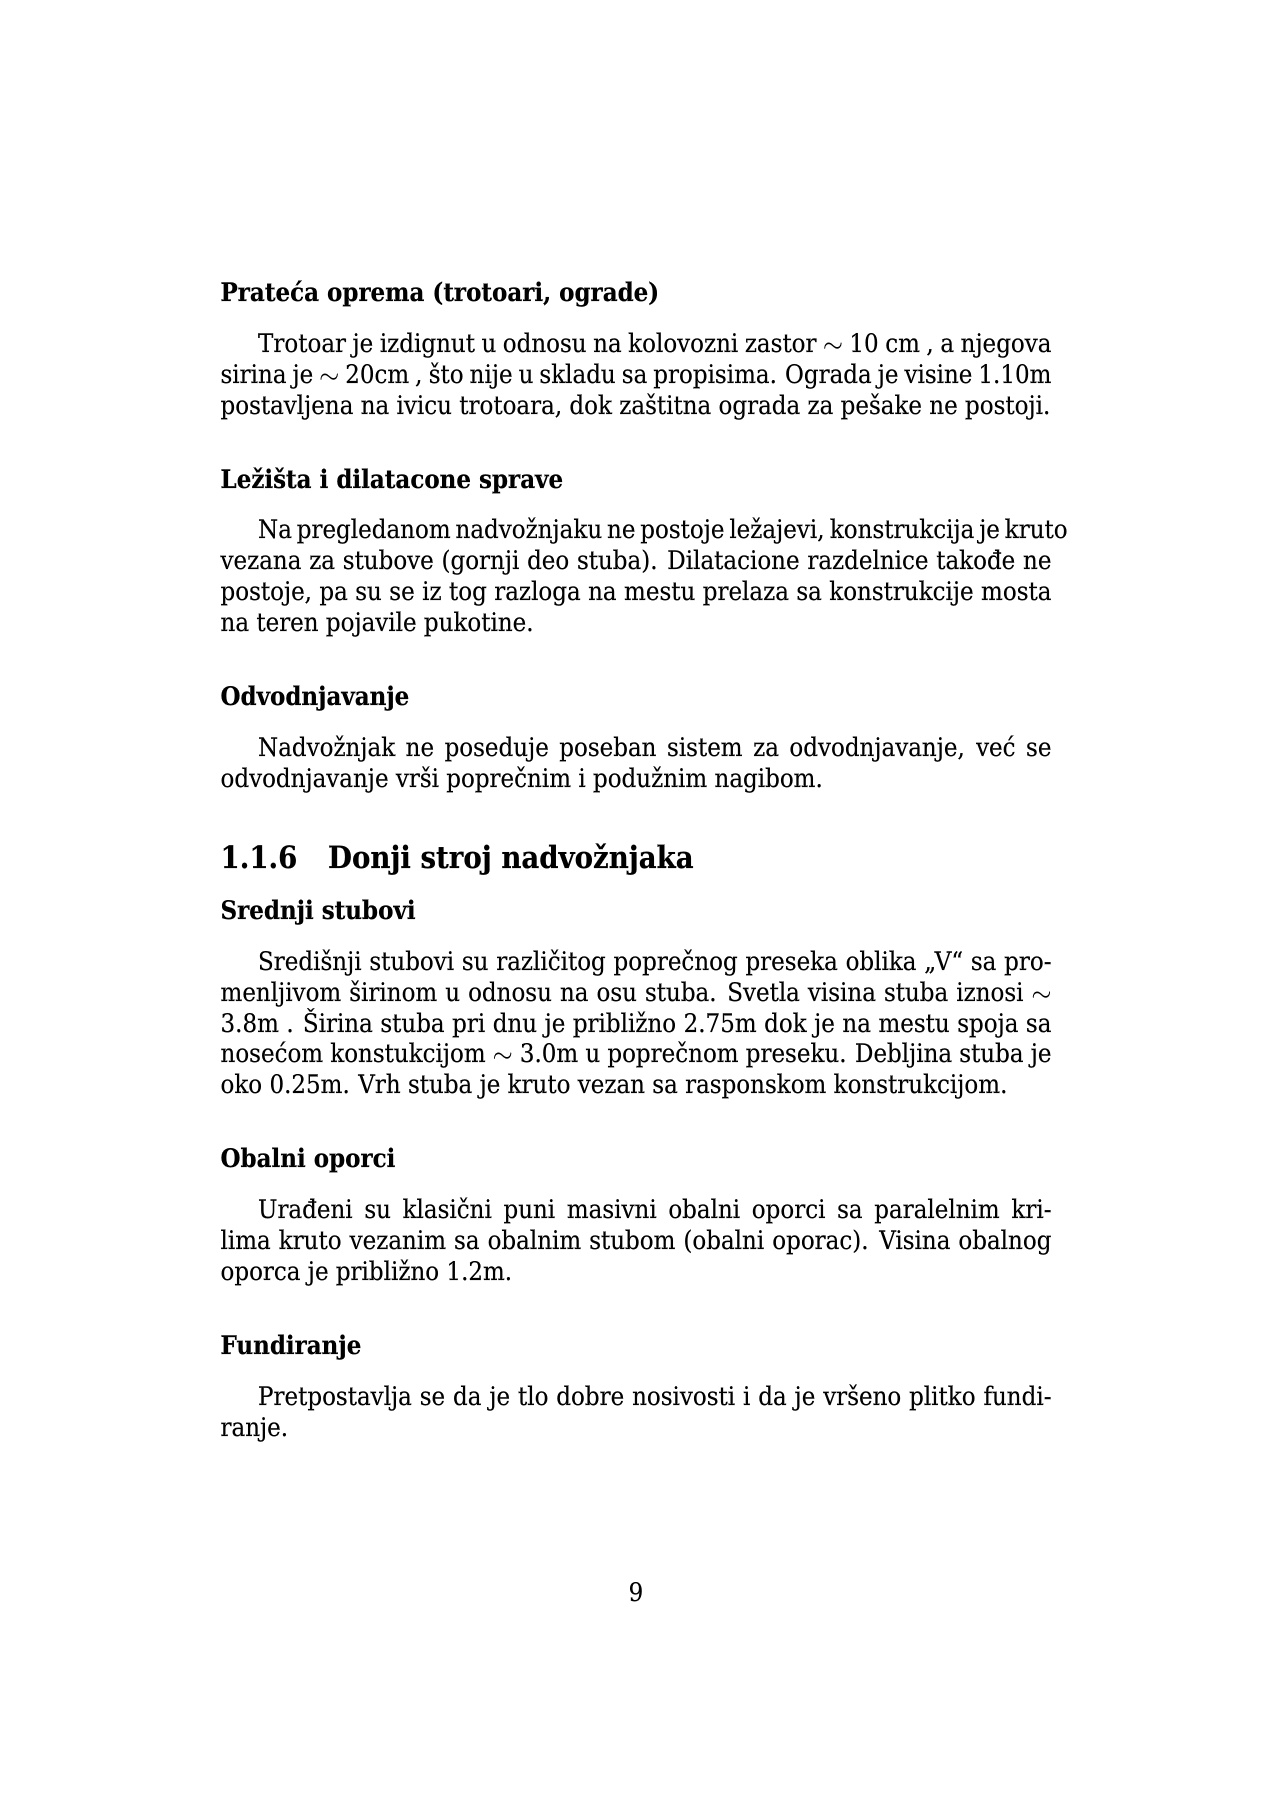 Prateća oprema (trotoari, ograde)
Trotoar je izdignut u odnosu na kolovozni zastor ∼ 10 cm , a njegova
sirina je ∼ 20cm , što nije u skladu sa propisima. Ograda je visine 1.10m
postavljena na ivicu trotoara, dok zaštitna ograda za pešake ne postoji.
Ležišta i dilatacone sprave
Na pregledanom nadvožnjaku ne postoje ležajevi, konstrukcija je kruto
vezana za stubove (gornji deo stuba). Dilatacione razdelnice takođe ne
postoje, pa su se iz tog razloga na mestu prelaza sa konstrukcije mosta
na teren pojavile pukotine.
Odvodnjavanje
Nadvožnjak ne poseduje poseban sistem za odvodnjavanje, već se
odvodnjavanje vrši poprečnim i podužnim nagibom.
1.1.6 Donji stroj nadvožnjaka
Srednji stubovi
Središnji stubovi su različitog poprečnog preseka oblika „V“ sa pro-
menljivom širinom u odnosu na osu stuba. Svetla visina stuba iznosi ∼
3.8m . Širina stuba pri dnu je približno 2.75m dok je na mestu spoja sa
nosećom konstukcijom ∼ 3.0m u poprečnom preseku. Debljina stuba je
oko 0.25m. Vrh stuba je kruto vezan sa rasponskom konstrukcijom.
Obalni oporci
Urađeni su klasični puni masivni obalni oporci sa paralelnim kri-
lima kruto vezanim sa obalnim stubom (obalni oporac). Visina obalnog
oporca je približno 1.2m.
Fundiranje
Pretpostavlja se da je tlo dobre nosivosti i da je vršeno plitko fundi-
ranje.
9